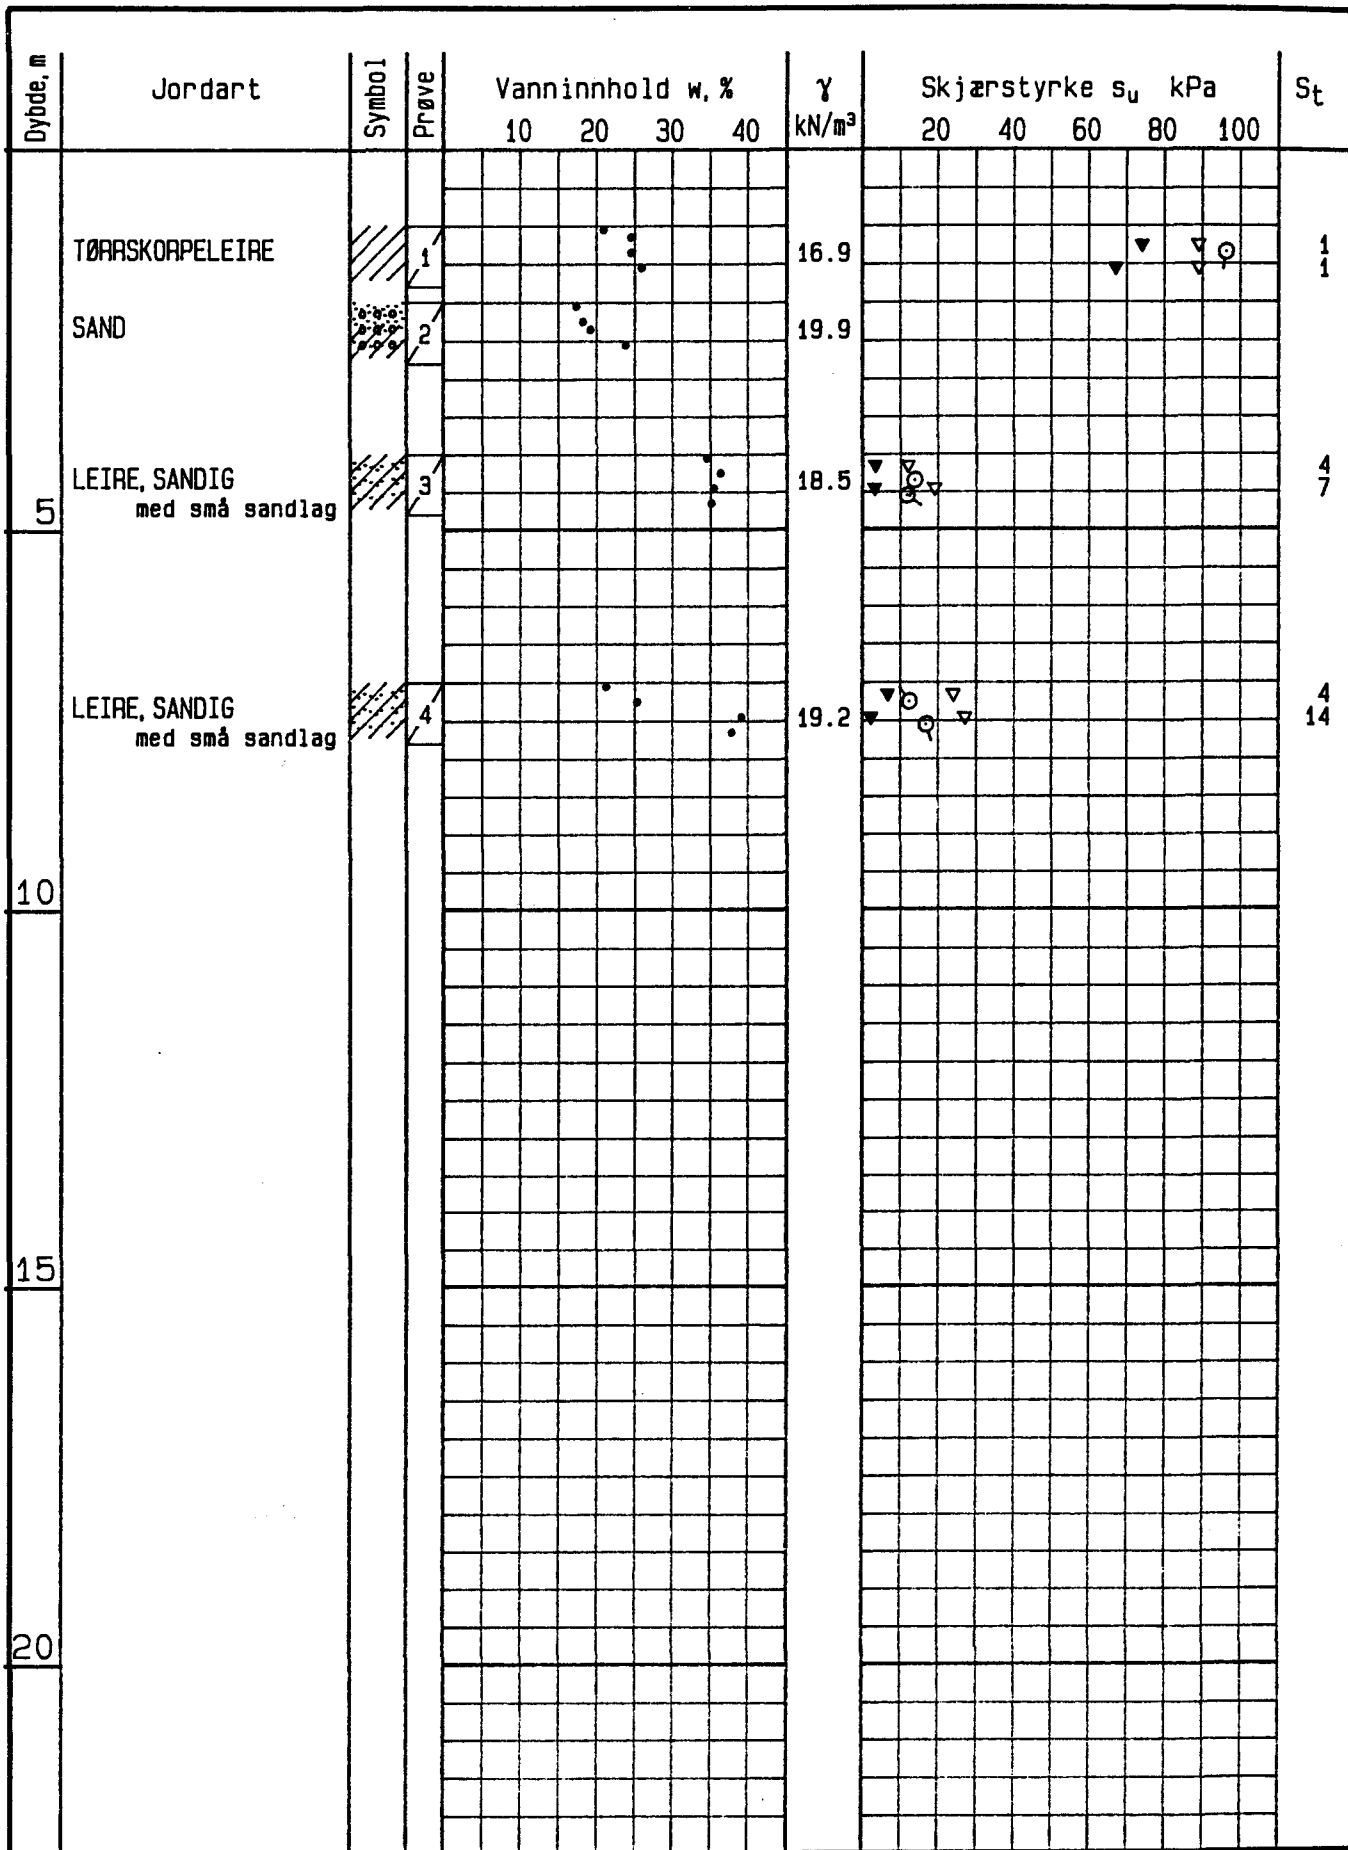 Dybde, m Jordart Symbol Prøve Vanninnhold w, % γ kN/m³ Skjærstyrke su kPa St
10 20 30 40 20 40 60 80 100
TØRRSKORPELEIRE 1 16.9 1
1
SAND 2 19.9
LEIRE, SANDIG 3 18.5 4
med små sandlag 7
5
LEIRE, SANDIG 4 19.2 4
med små sandlag 14
10
15
20